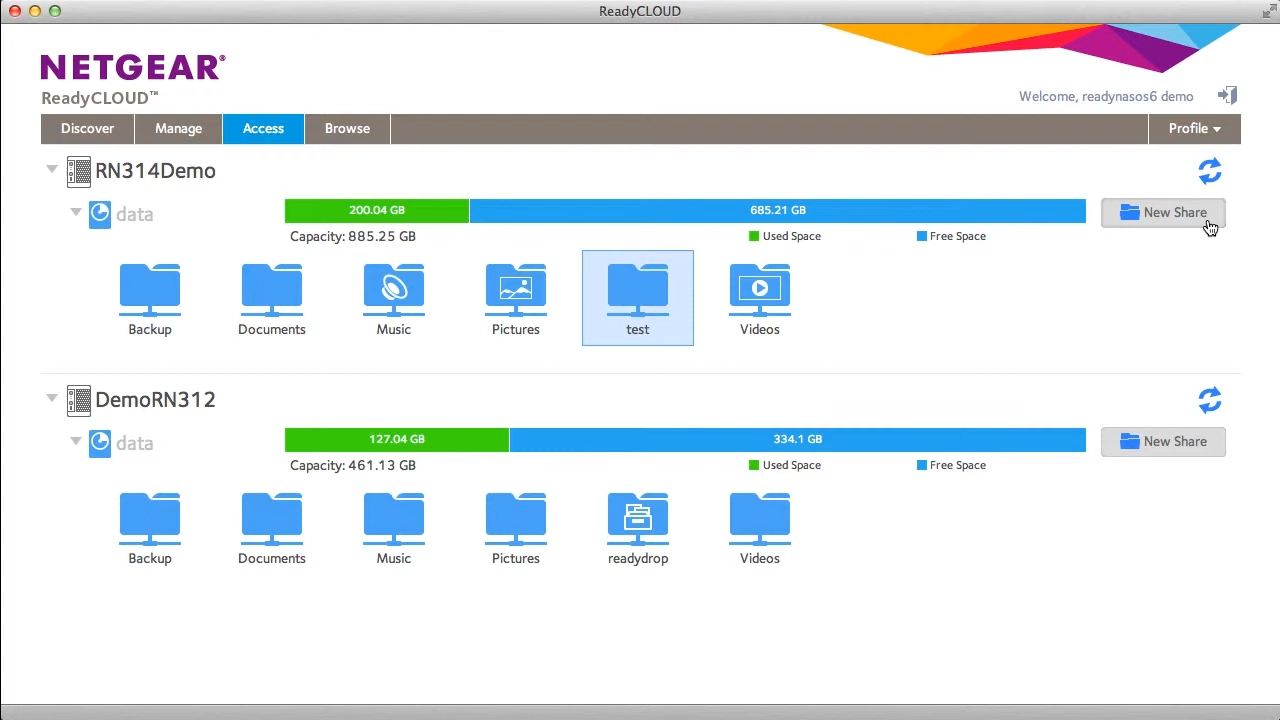 ReadyCLOUD
NETGEAR®
ReadyCLOUD™
Welcome, readynasos6 demo
Discover Manage Access Browse Profile
RN314Demo
data 200.04 GB 685.21 GB New Share
Capacity: 885.25 GB Used Space Free Space
Backup Documents Music Pictures test Videos
DemoRN312
data 127.04 GB 334.1 GB New Share
Capacity: 461.13 GB Used Space Free Space
Backup Documents Music Pictures readydrop Videos